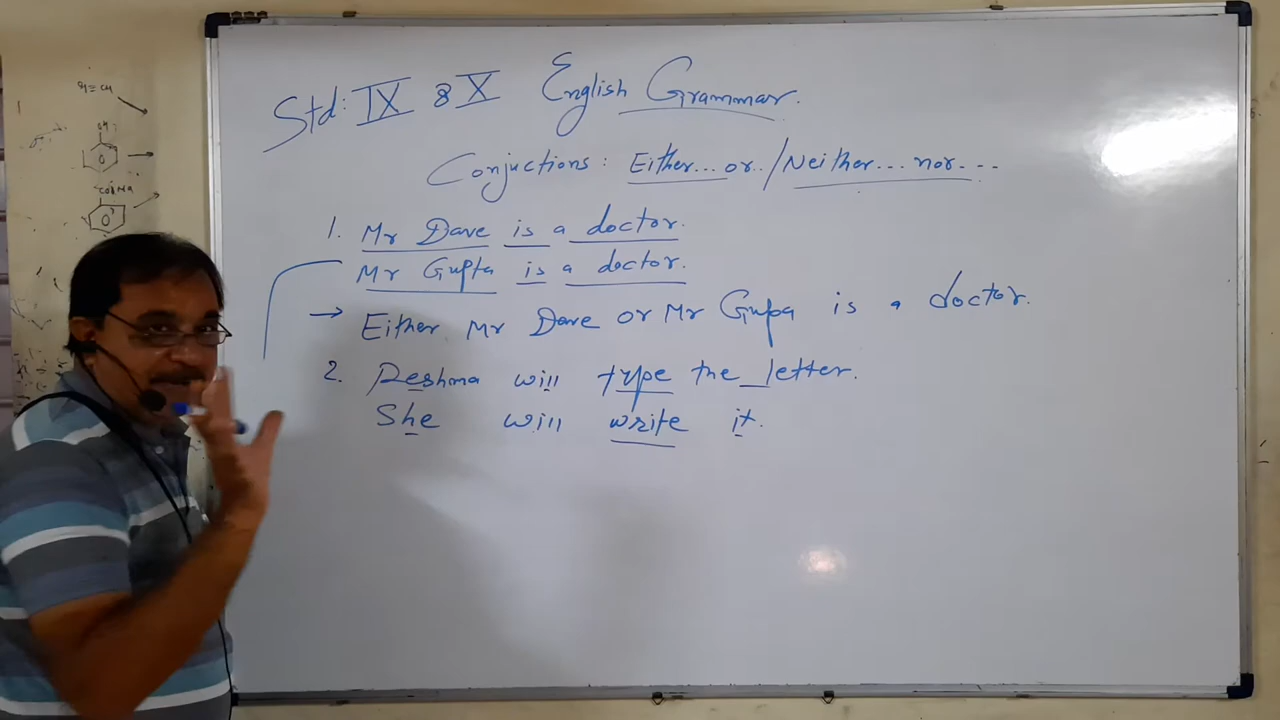 Std: IX & X English Grammar.
Conjuctions: Either... or../Neither... nor...
1. Mr Dave is a doctor.
Mr Gupta is a doctor.
→ Either Mr Dave or Mr Gupa is a doctor.
2. Reshma will type the letter.
She will write it.